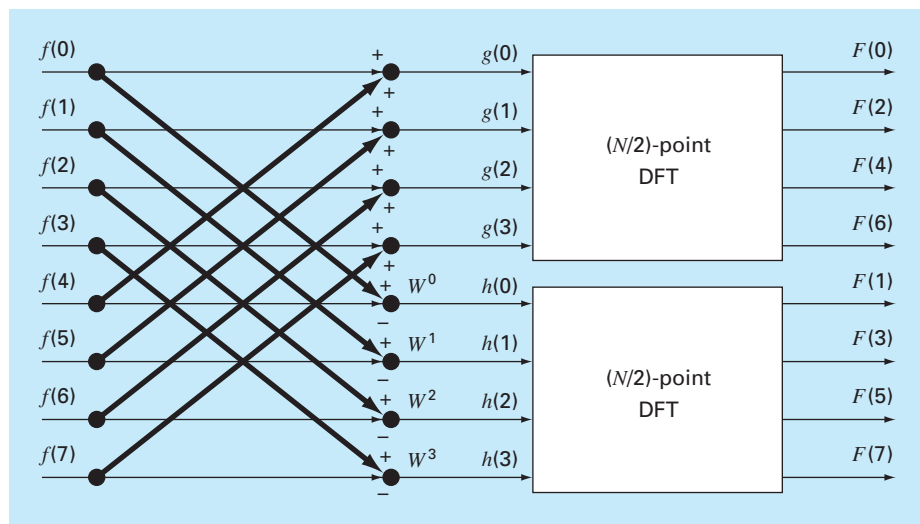 f(0) + g(0) F(0)
+
f(1) + g(1) F(2)
+
f(2) + g(2) (N/2)-point DFT F(4)
+
f(3) + g(3) F(6)
+
f(4) + W⁰ h(0) F(1)
−
f(5) + W¹ h(1) F(3)
−
f(6) + W² h(2) (N/2)-point DFT F(5)
−
f(7) + W³ h(3) F(7)
−